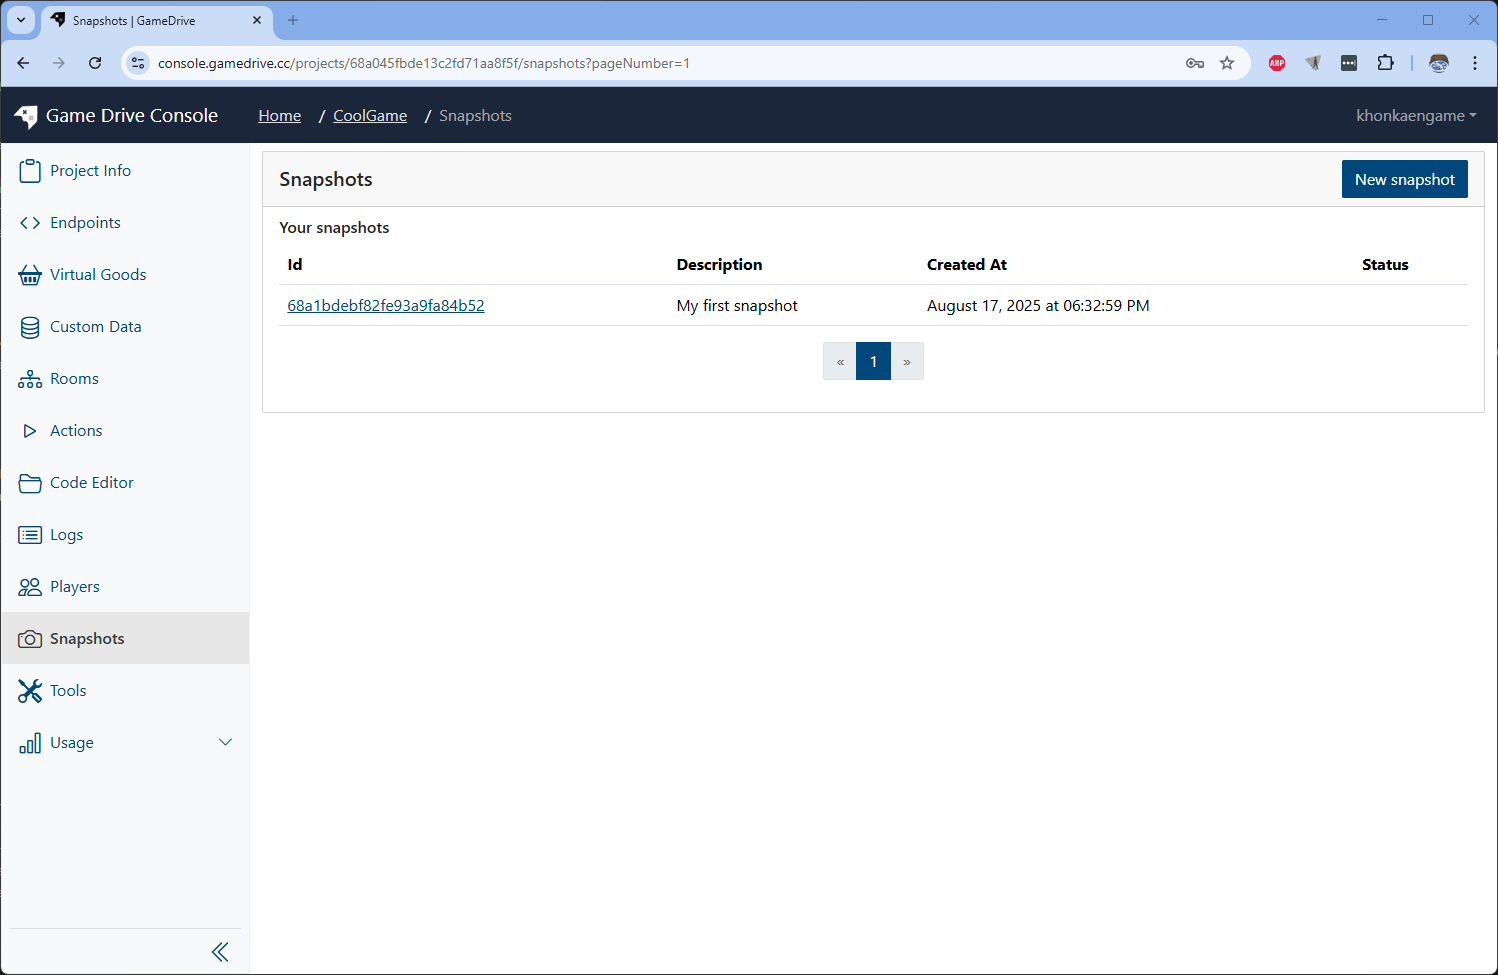 Snapshots | GameDrive
console.gamedrive.cc/projects/68a045fbde13c2fd71aa8f5f/snapshots?pageNumber=1
ABP
Game Drive Console
Home / CoolGame / Snapshots
khonkaengame
Project Info
Endpoints
Virtual Goods
Custom Data
Rooms
Actions
Code Editor
Logs
Players
Snapshots
Tools
Usage
Snapshots
New snapshot
Your snapshots
Id Description Created At Status
68a1bdebf82fe93a9fa84b52 My first snapshot August 17, 2025 at 06:32:59 PM
« 1 »